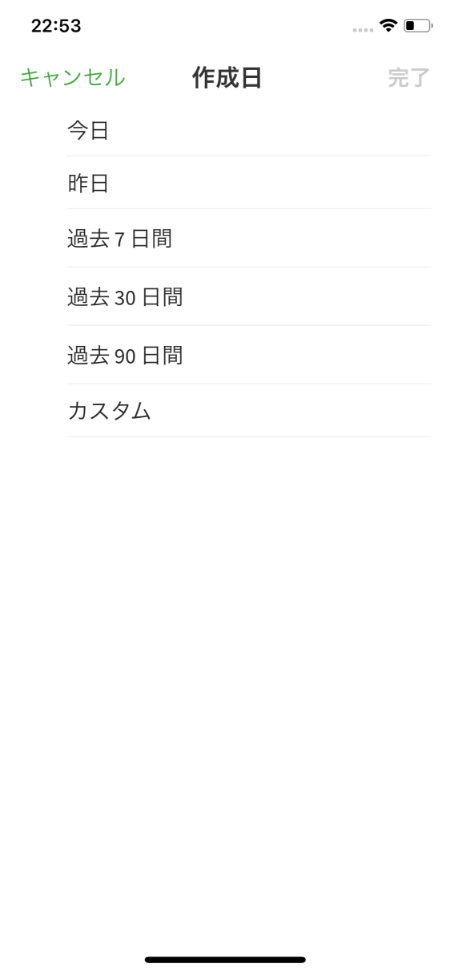 22:53
キャンセル 作成日 完了
今日
昨日
過去 7 日間
過去 30 日間
過去 90 日間
カスタム